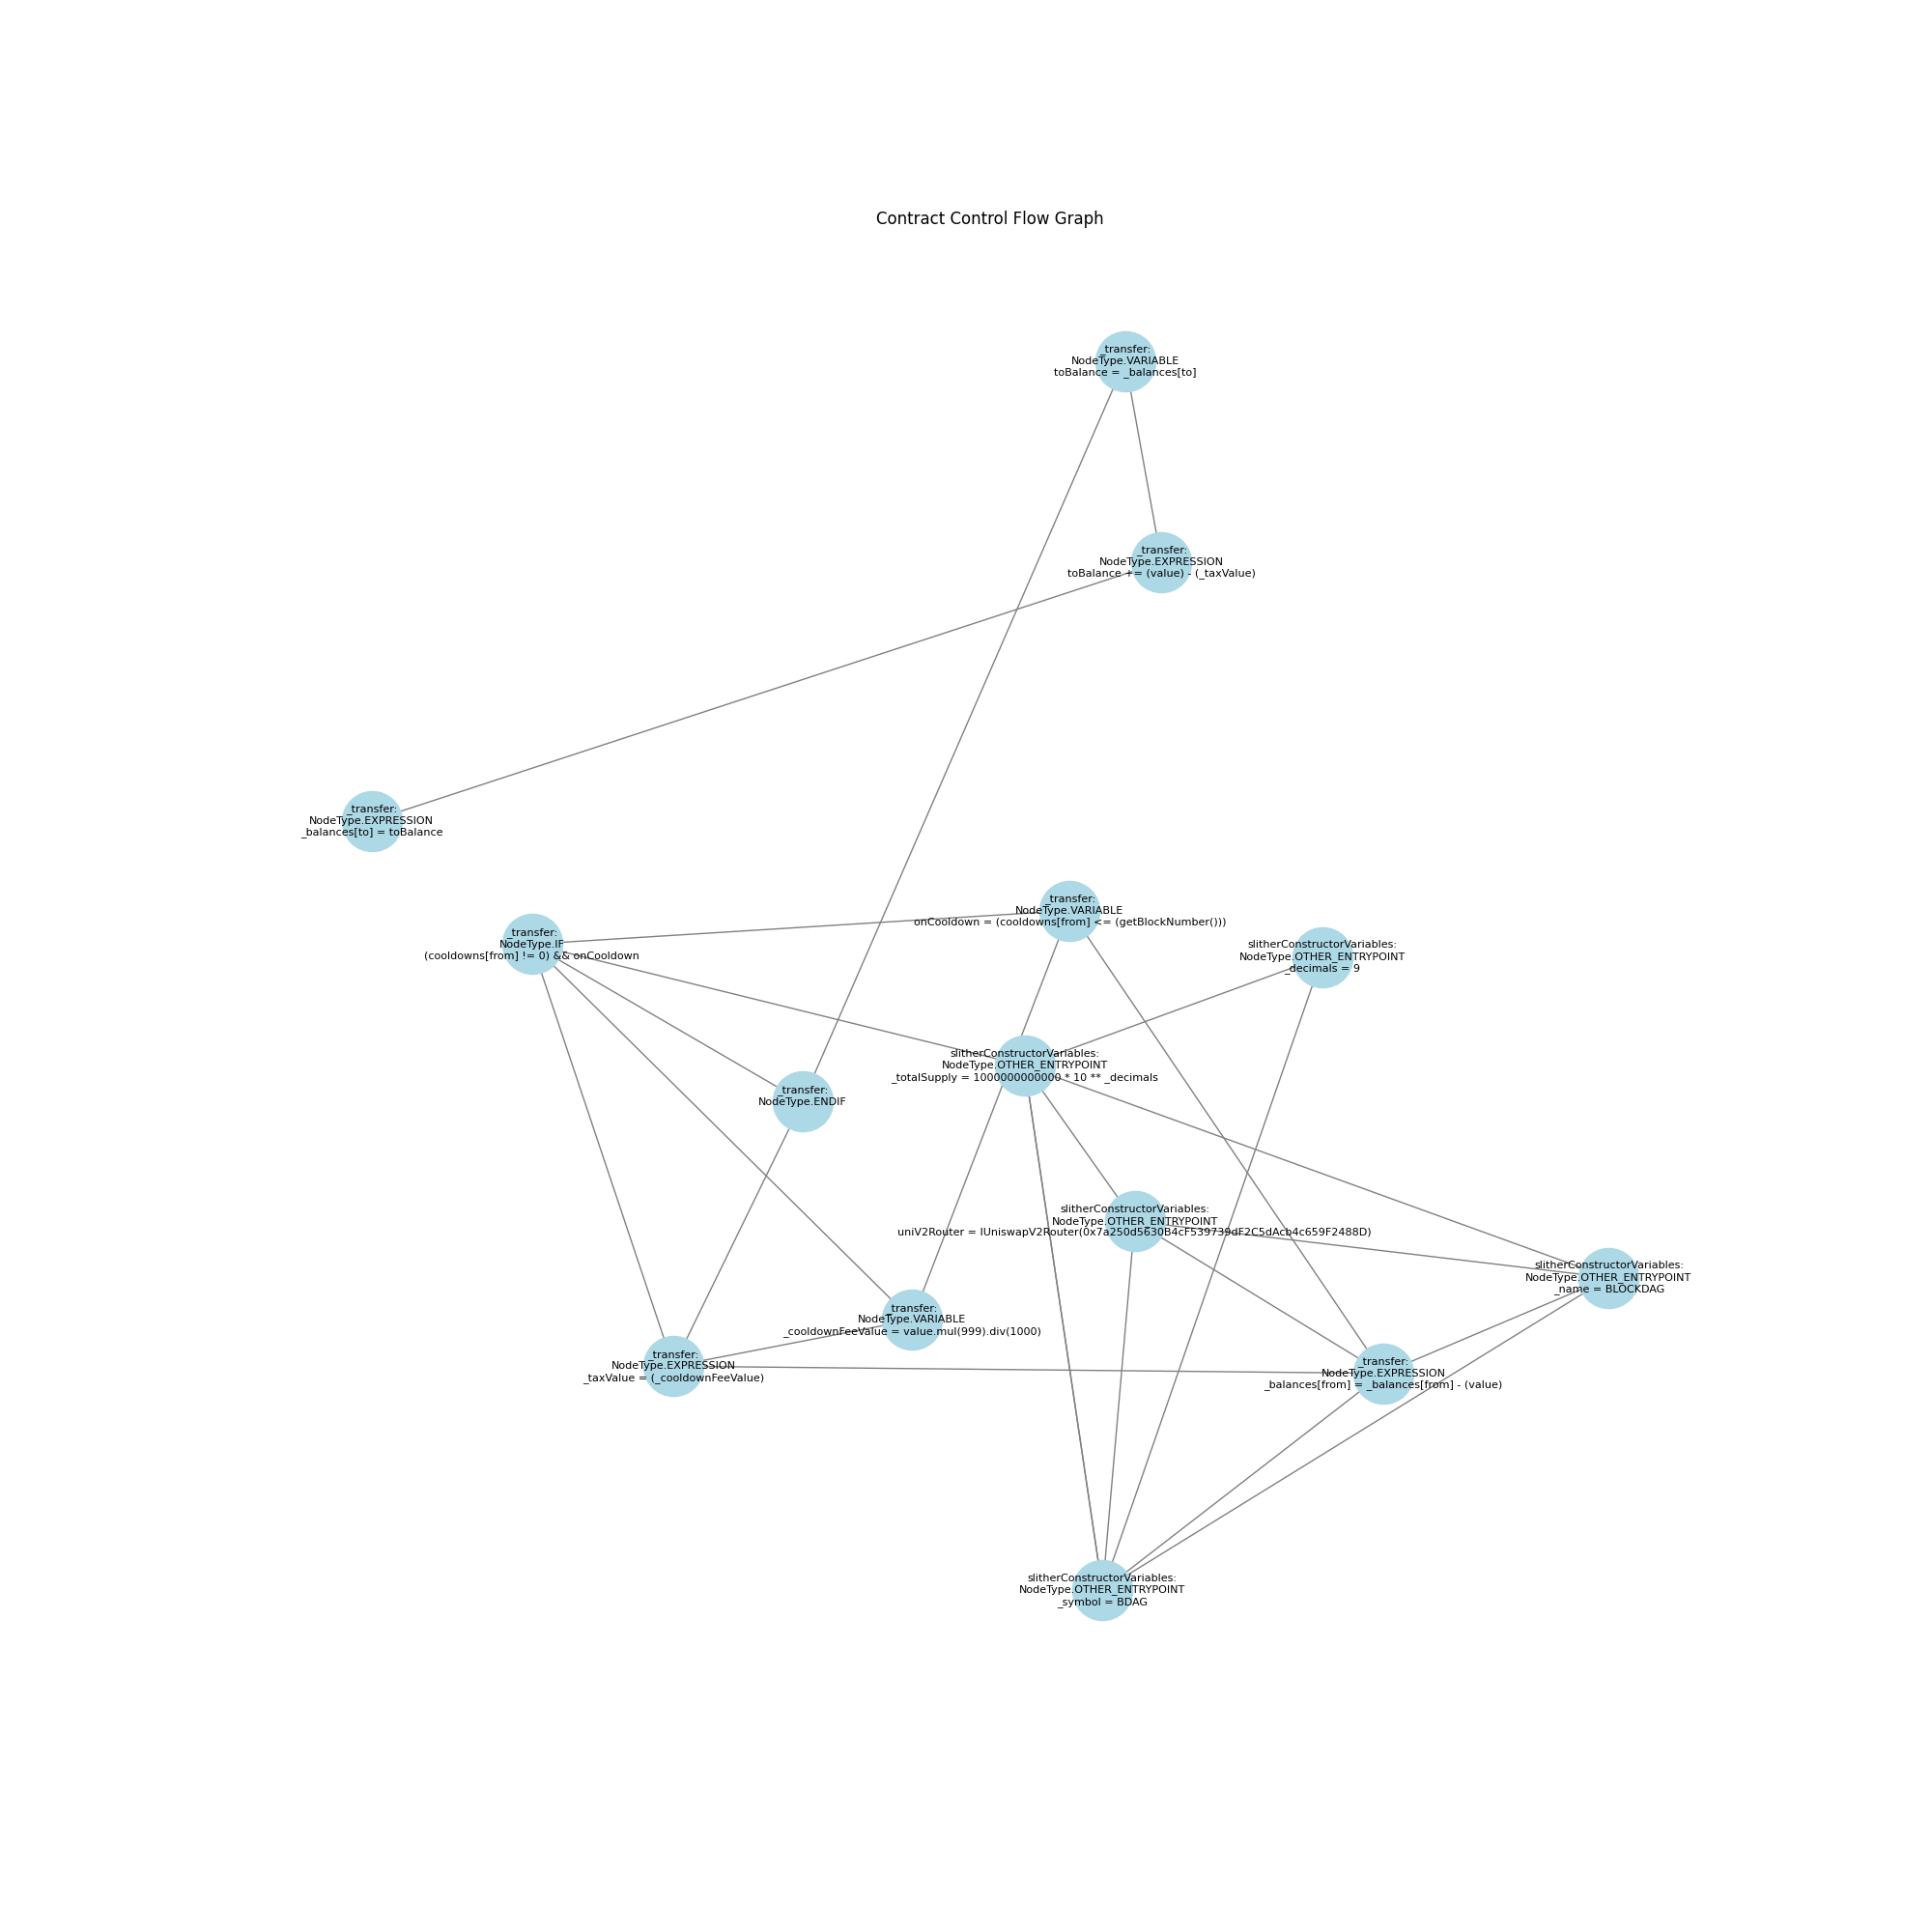 Contract Control Flow Graph
_transfer:
NodeType.VARIABLE
toBalance = _balances[to]
_transfer:
NodeType.EXPRESSION
toBalance += (value) - (_taxValue)
_transfer:
NodeType.EXPRESSION
_balances[to] = toBalance
_transfer:
NodeType.VARIABLE
onCooldown = (cooldowns[from] <= (getBlockNumber()))
_transfer:
NodeType.IF
(cooldowns[from] != 0) && onCooldown
slitherConstructorVariables:
NodeType.OTHER_ENTRYPOINT
_decimals = 9
slitherConstructorVariables:
NodeType.OTHER_ENTRYPOINT
_totalSupply = 1000000000000 * 10 ** _decimals
_transfer:
NodeType.ENDIF
slitherConstructorVariables:
NodeType.OTHER_ENTRYPOINT
uniV2Router = IUniswapV2Router(0x7a250d5630B4cF539739dF2C5dAcb4c659F2488D)
slitherConstructorVariables:
NodeType.OTHER_ENTRYPOINT
_name = BLOCKDAG
_transfer:
NodeType.VARIABLE
_cooldownFeeValue = value.mul(999).div(1000)
_transfer:
NodeType.EXPRESSION
_taxValue = (_cooldownFeeValue)
_transfer:
NodeType.EXPRESSION
_balances[from] = _balances[from] - (value)
slitherConstructorVariables:
NodeType.OTHER_ENTRYPOINT
_symbol = BDAG